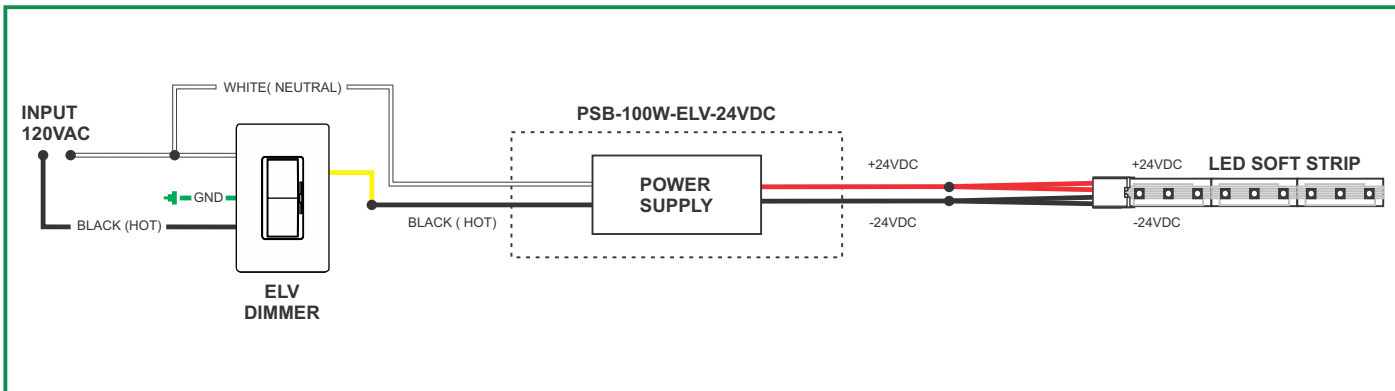 WHITE( NEUTRAL)
INPUT
120VAC
GND
BLACK (HOT)
ELV
DIMMER
BLACK ( HOT)
PSB-100W-ELV-24VDC
POWER
SUPPLY
+24VDC
-24VDC
+24VDC
LED SOFT STRIP
-24VDC